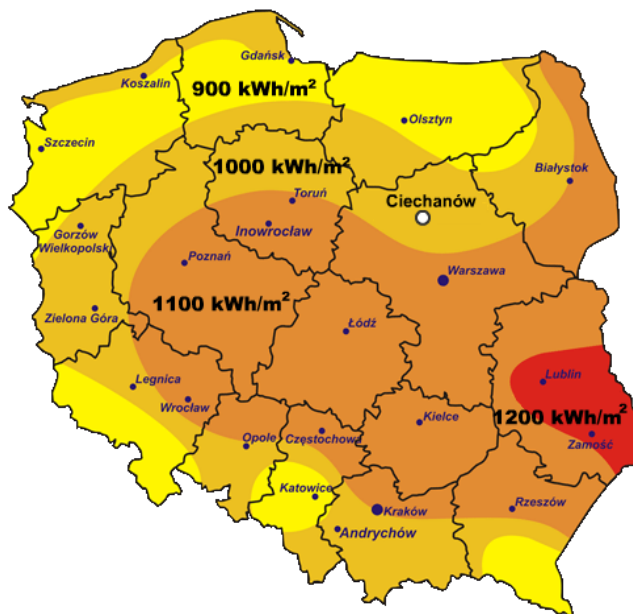 Gdańsk
Koszalin
900 kWh/m²
Olsztyn
Szczecin
1000 kWh/m²
Białystok
Toruń
Ciechanów
Gorzów
Wielkopolski
Inowrocław
Poznań
Warszawa
1100 kWh/m²
Zielona Góra
Łódź
Legnica
Lublin
Wrocław
1200 kWh/m²
Kielce
Opole
Częstochowa
Zamość
Katowice
Kraków
Rzeszów
Andrychów